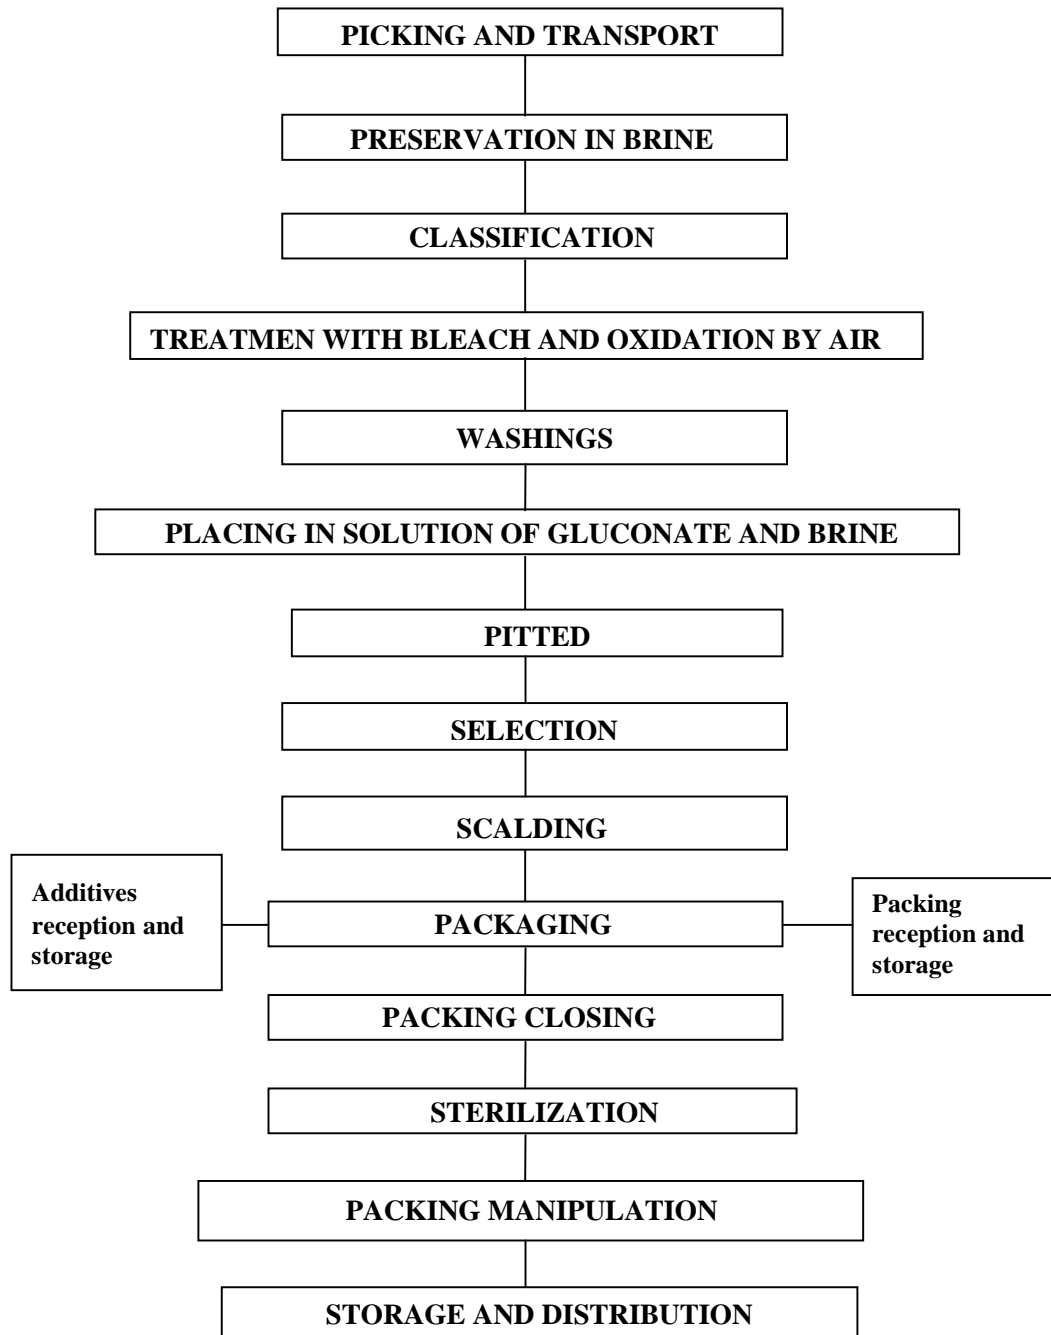 PICKING AND TRANSPORT
PRESERVATION IN BRINE
CLASSIFICATION
TREATMEN WITH BLEACH AND OXIDATION BY AIR
WASHINGS
PLACING IN SOLUTION OF GLUCONATE AND BRINE
PITTED
SELECTION
SCALDING
Additives
reception and
storage
PACKAGING
Packing
reception and
storage
PACKING CLOSING
STERILIZATION
PACKING MANIPULATION
STORAGE AND DISTRIBUTION